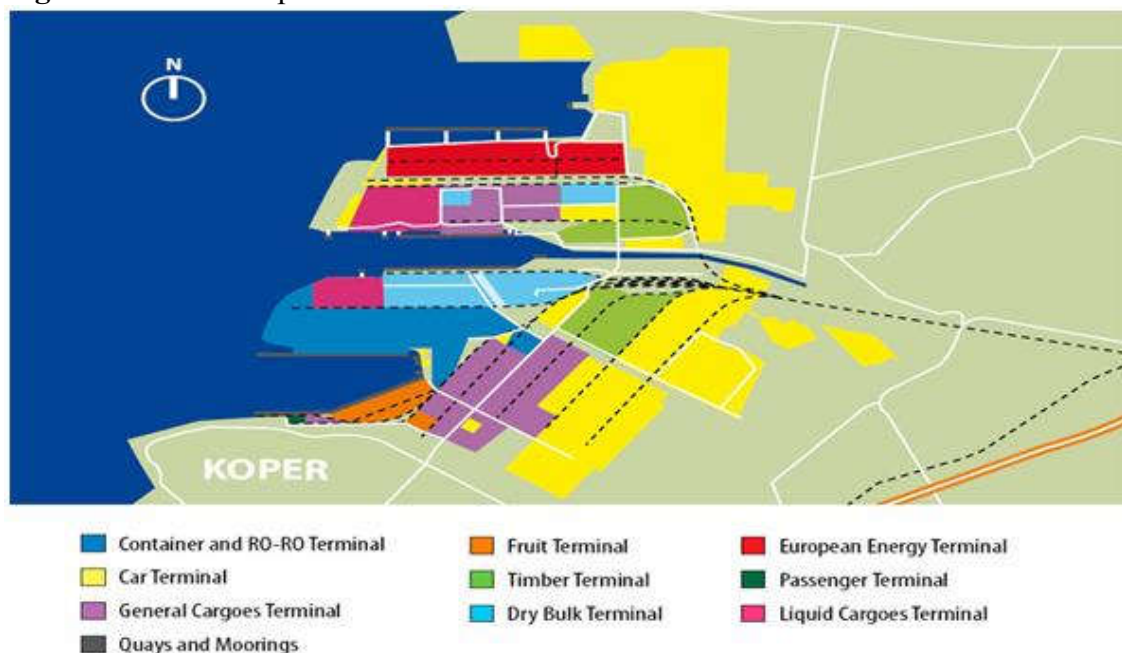 N
KOPER
Container and RO-RO Terminal
Car Terminal
General Cargoes Terminal
Quays and Moorings
Fruit Terminal
Timber Terminal
Dry Bulk Terminal
European Energy Terminal
Passenger Terminal
Liquid Cargoes Terminal